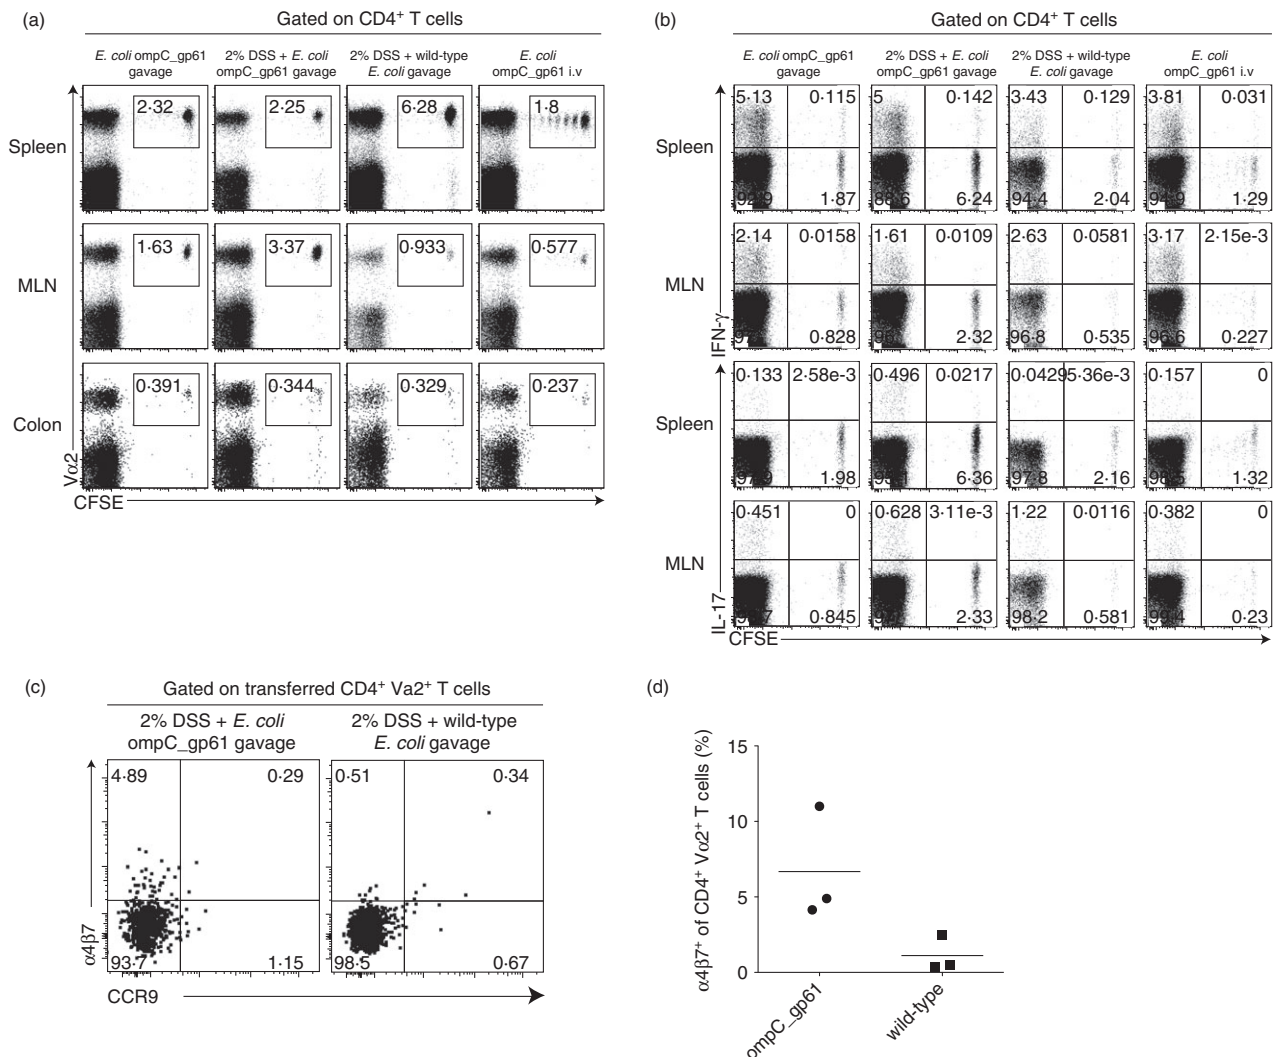 (a)
Gated on CD4⁺ T cells
E. coli ompC_gp61
gavage
2% DSS + E. coli
ompC_gp61 gavage
2% DSS + wild-type
E. coli gavage
E. coli
ompC_gp61 i.v
Spleen
2·32
2·25
6·28
1·8
MLN
1·63
3·37
0·933
0·577
Colon
0·391
0·344
0·329
0·237
Vα2
CFSE
(b)
Gated on CD4⁺ T cells
E. coli ompC_gp61
gavage
2% DSS + E. coli
ompC_gp61 gavage
2% DSS + wild-type
E. coli gavage
E. coli
ompC_gp61 i.v
Spleen
5·13 0·115
5 0·142
3·43 0·129
3·81 0·031
92·9 1·87
88·6 6·24
94·4 2·04
94·9 1·29
MLN
2·14 0·0158
1·61 0·0109
2·63 0·0581
3·17 2·15e-3
0·828
2·32
96·8 0·535
96·6 0·227
IFN-γ
Spleen
0·133 2·58e-3
0·496 0·0217
0·0429 5·36e-3
0·157 0
1·98
6·36
97·8 2·16
1·32
MLN
0·451 0
0·628 3·11e-3
1·22 0·0116
0·382 0
0·845
2·33
98·2 0·581
99·4 0·23
IL-17
CFSE
(c)
Gated on transferred CD4⁺ Va2⁺ T cells
2% DSS + E. coli
ompC_gp61 gavage
2% DSS + wild-type
E. coli gavage
4·89 0·29
0·51 0·34
93·7 1·15
98·5 0·67
α4β7
CCR9
(d)
α4β7⁺ of CD4⁺ Vα2⁺ T cells (%)
15
10
5
0
ompC_gp61
wild-type